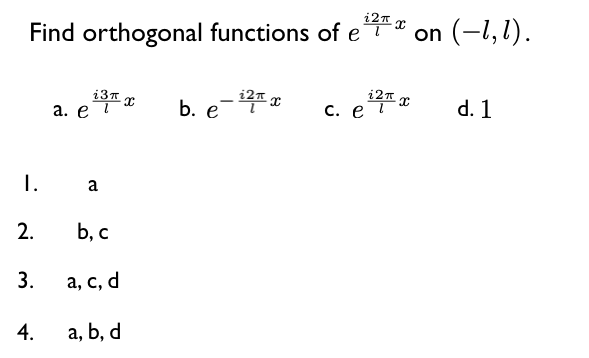 Find orthogonal functions of $e^{\frac{i2\pi}{l}x}$ on $(-l, l)$.
a. $e^{\frac{i3\pi}{l}x}$ b. $e^{-\frac{i2\pi}{l}x}$ c. $e^{\frac{i2\pi}{l}x}$ d. 1
1. a
2. b, c
3. a, c, d
4. a, b, d